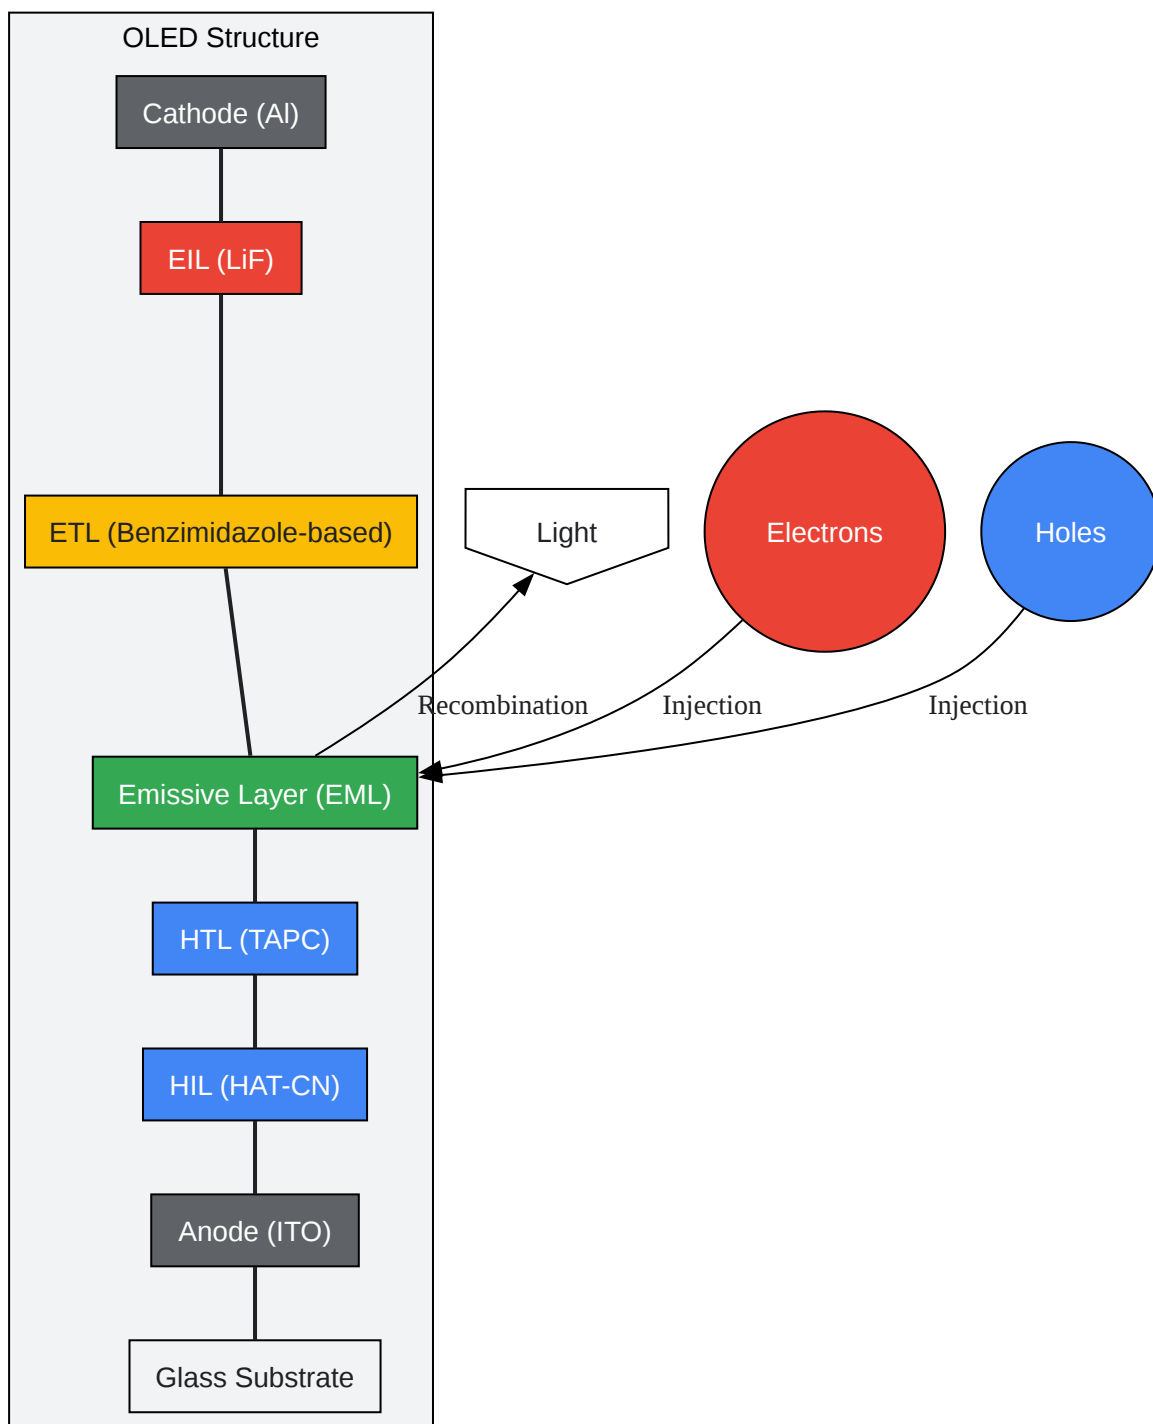 OLED Structure
Cathode (Al)
EIL (LiF)
ETL (Benzimidazole-based)
Light
Electrons
Holes
Recombination
Injection
Injection
Emissive Layer (EML)
HTL (TAPC)
HIL (HAT-CN)
Anode (ITO)
Glass Substrate